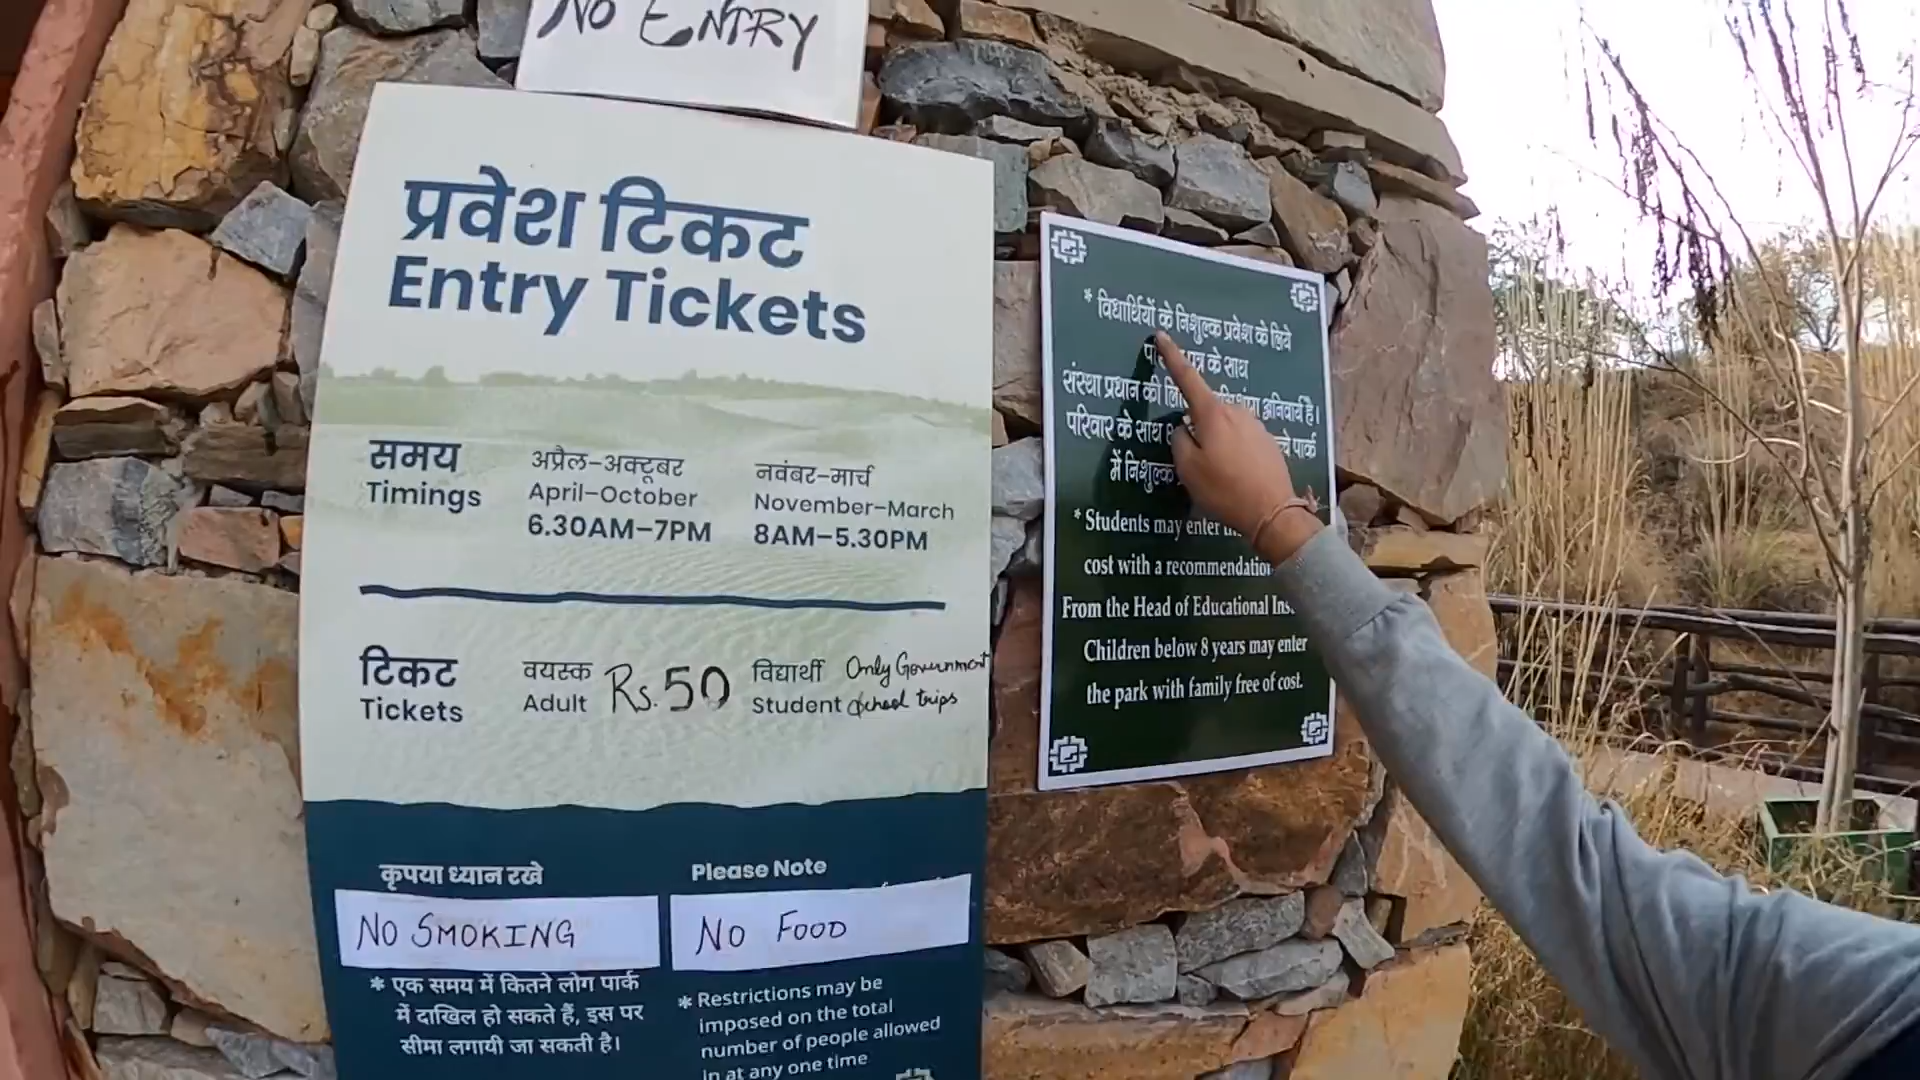 NO ENTRY
प्रवेश टिकट
Entry Tickets
समय
Timings
अप्रैल–अक्टूबर
April–October
6.30AM–7PM
नवंबर–मार्च
November–March
8AM–5.30PM
टिकट
Tickets
वयस्क
Adult
Rs. 50
विद्यार्थी
Student
Only Government
School trips
कृपया ध्यान रखे
Please Note
NO SMOKING
NO FOOD
* एक समय में कितने लोग पार्क
में दाखिल हो सकते हैं, इस पर
सीमा लगायी जा सकती है।
* Restrictions may be
imposed on the total
number of people allowed
in at any one time
* विधार्थियों के निशुल्क प्रवेश के लिये
के साथ
संस्था प्रधान की अनिवार्य है।
परिवार के साथ 8 पार्क
में निशुल्क
* Students may enter
cost with a
From the Head of Educational
Children below 8 years may enter
the park with family free of cost.